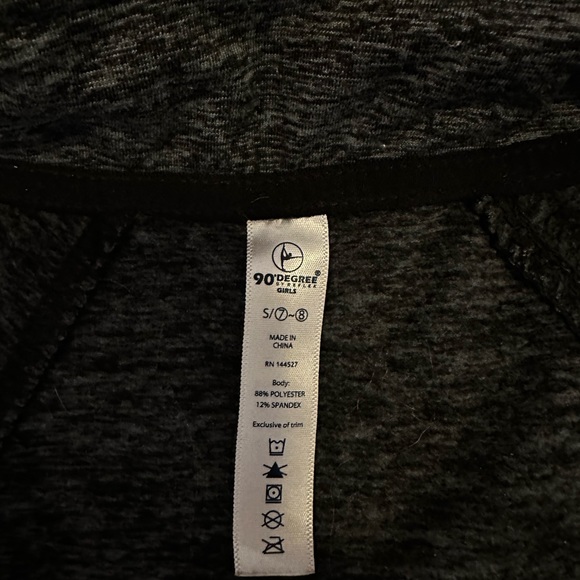 90°DEGREE®
BY REFLEX
GIRLS
S/⑦~⑧
MADE IN
CHINA
RN 144527
Body:
88% POLYESTER
12% SPANDEX
Exclusive of trim